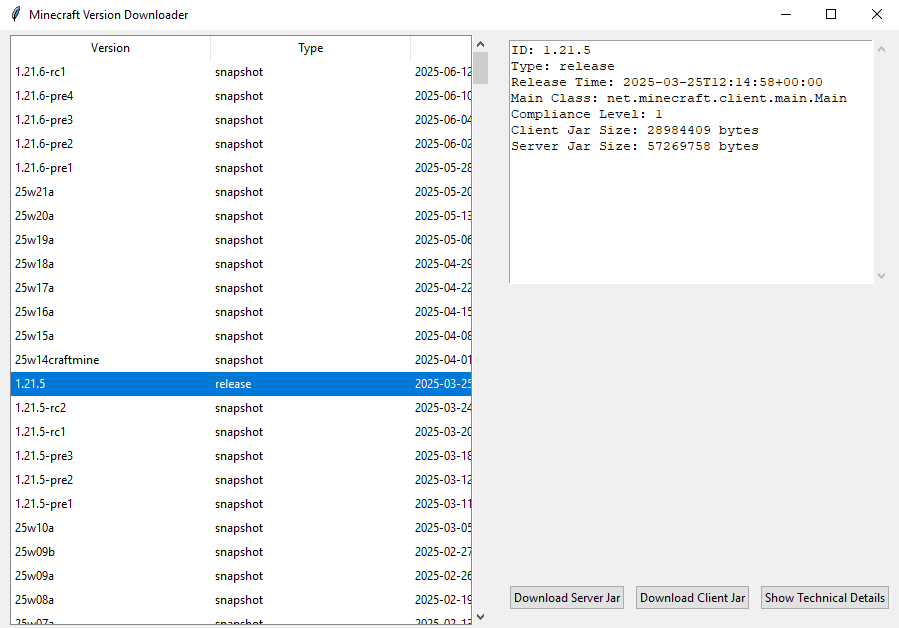 Minecraft Version Downloader
Version Type
1.21.6-rc1 snapshot 2025-06-12
1.21.6-pre4 snapshot 2025-06-10
1.21.6-pre3 snapshot 2025-06-04
1.21.6-pre2 snapshot 2025-06-02
1.21.6-pre1 snapshot 2025-05-28
25w21a snapshot 2025-05-20
25w20a snapshot 2025-05-13
25w19a snapshot 2025-05-06
25w18a snapshot 2025-04-29
25w17a snapshot 2025-04-22
25w16a snapshot 2025-04-15
25w15a snapshot 2025-04-08
25w14craftmine snapshot 2025-04-01
1.21.5 release 2025-03-25
1.21.5-rc2 snapshot 2025-03-24
1.21.5-rc1 snapshot 2025-03-20
1.21.5-pre3 snapshot 2025-03-18
1.21.5-pre2 snapshot 2025-03-12
1.21.5-pre1 snapshot 2025-03-11
25w10a snapshot 2025-03-05
25w09b snapshot 2025-02-27
25w09a snapshot 2025-02-26
25w08a snapshot 2025-02-19
25w07a snapshot 2025-02-13
ID: 1.21.5
Type: release
Release Time: 2025-03-25T12:14:58+00:00
Main Class: net.minecraft.client.main.Main
Compliance Level: 1
Client Jar Size: 28984409 bytes
Server Jar Size: 57269758 bytes
Download Server Jar
Download Client Jar
Show Technical Details